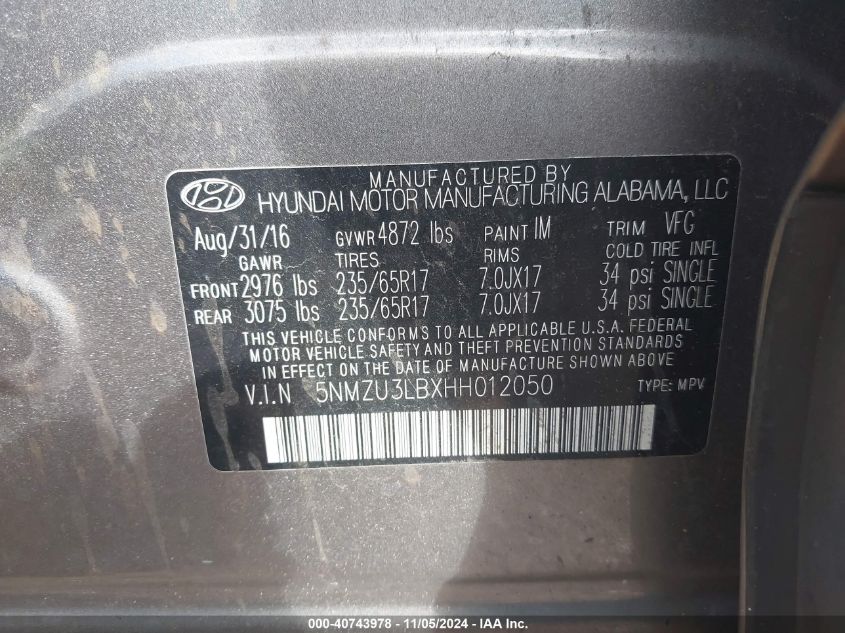 MANUFACTURED BY
HYUNDAI MOTOR MANUFACTURING ALABAMA, LLC
Aug/31/16 GVWR 4872 lbs PAINT IM TRIM VFG
GAWR TIRES RIMS COLD TIRE INFL
FRONT 2976 lbs 235/65R17 7.0JX17 34 psi SINGLE
REAR 3075 lbs 235/65R17 7.0JX17 34 psi SINGLE
THIS VEHICLE CONFORMS TO ALL APPLICABLE U.S.A. FEDERAL
MOTOR VEHICLE SAFETY AND THEFT PREVENTION STANDARDS
IN EFFECT ON THE DATE OF MANUFACTURE SHOWN ABOVE
V.I.N 5NMZU3LBXHH012050 TYPE: MPV
000-40743978 - 11/05/2024 - IAA, Inc.